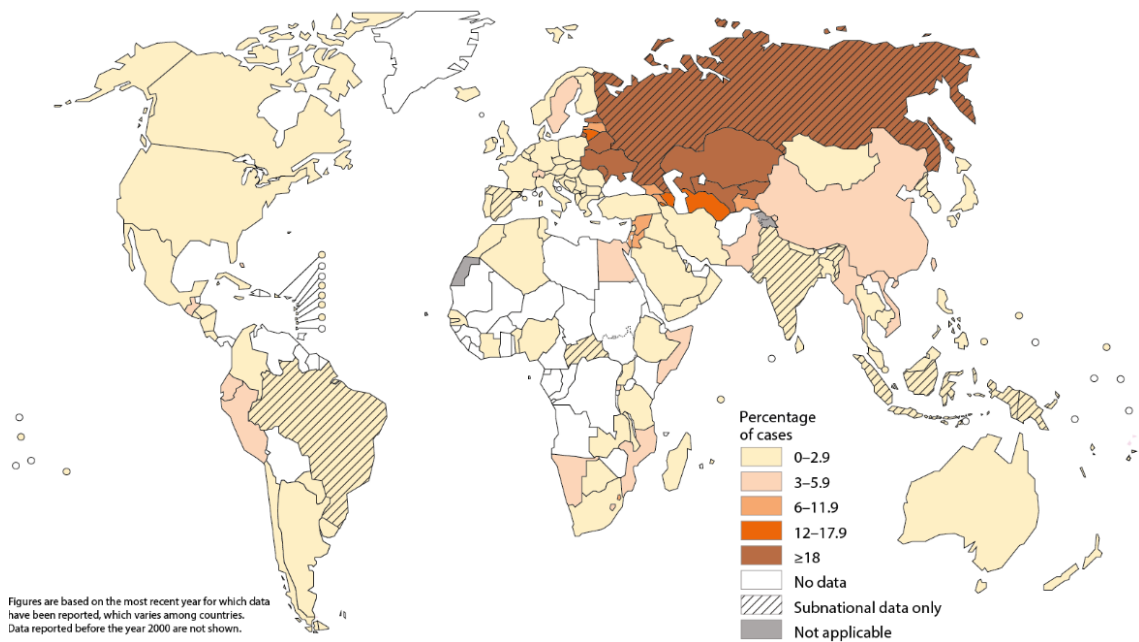 Percentage
of cases
0–2.9
3–5.9
6–11.9
12–17.9
≥18
No data
Subnational data only
Not applicable
Figures are based on the most recent year for which data
have been reported, which varies among countries.
Data reported before the year 2000 are not shown.